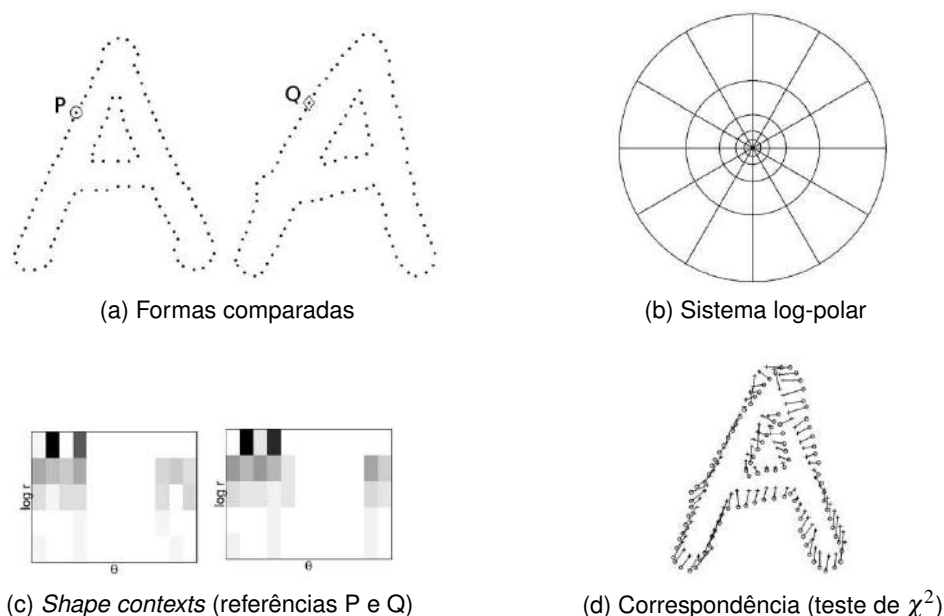 P
Q
(a) Formas comparadas
(b) Sistema log-polar
log r
θ
log r
θ
(c) Shape contexts (referências P e Q)
(d) Correspondência (teste de χ²)